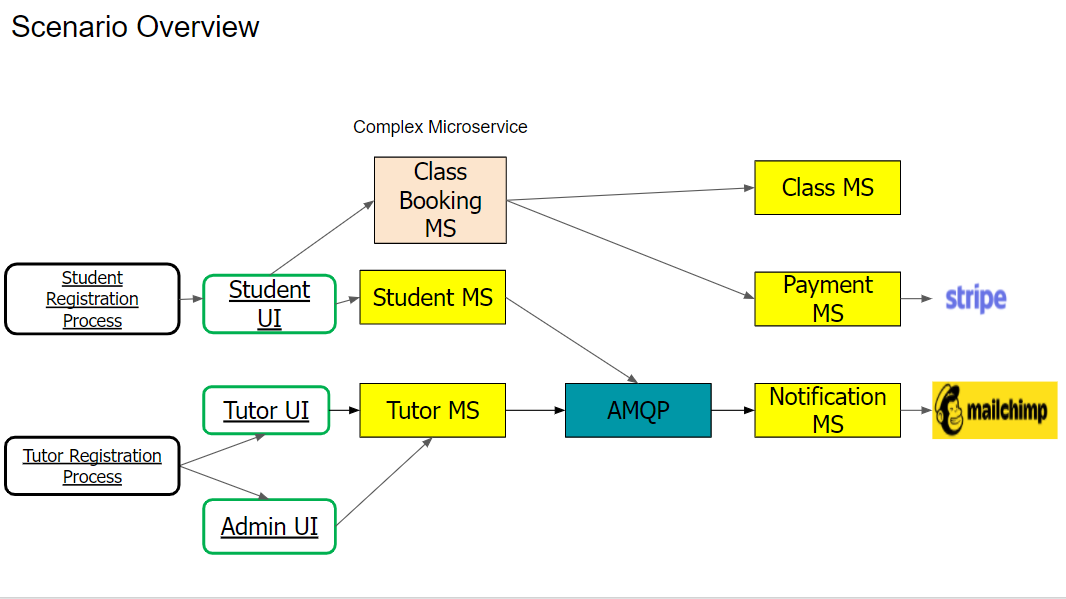 Scenario Overview
Complex Microservice
Class
Booking
MS
Class MS
Student
Registration
Process
Student
UI
Student MS
Payment
MS
stripe
Tutor UI
Tutor MS
AMQP
Notification
MS
mailchimp
Tutor Registration
Process
Admin UI